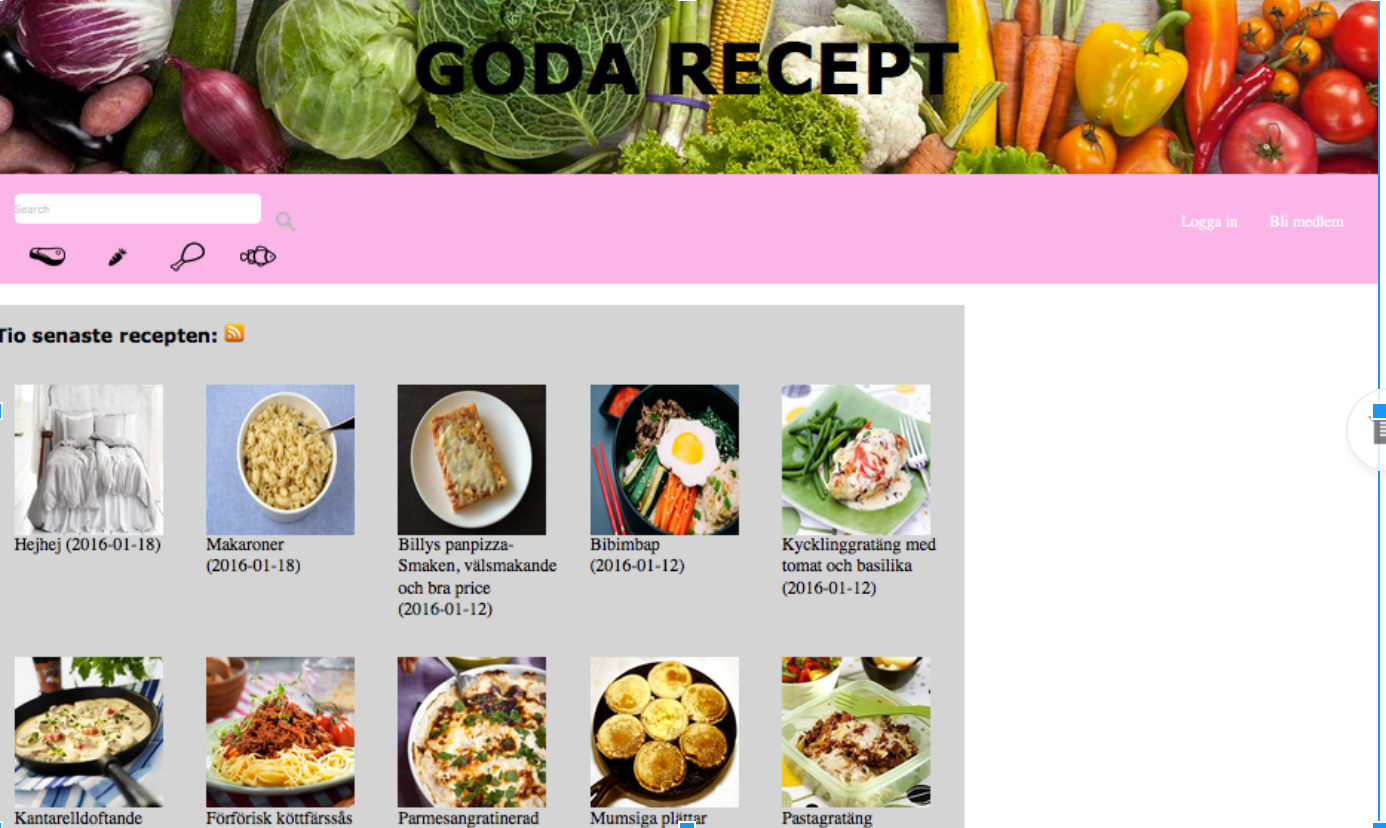 GODA RECEPT
Search
Logga in Bli medlem
Tio senaste recepten:
Hejhej (2016-01-18)
Makaroner
(2016-01-18)
Billys panpizza-
Smaken, välsmakande
och bra price
(2016-01-12)
Bibimbap
(2016-01-12)
Kycklinggratäng med
tomat och basilika
(2016-01-12)
Kantarelldoftande
Förförisk köttfärssås
Parmesangratinerad
Mumsiga plättar
Pastagratäng